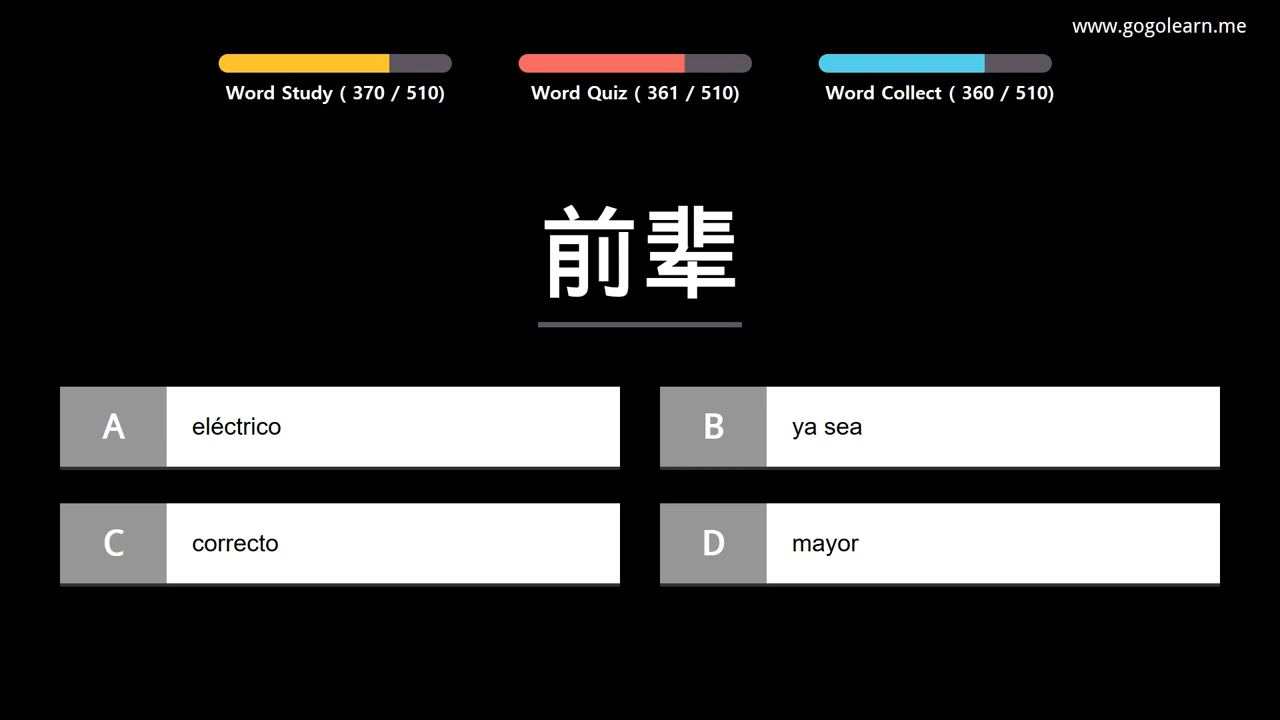 www.gogolearn.me
Word Study ( 370 / 510)
Word Quiz ( 361 / 510)
Word Collect ( 360 / 510)
前辈
A eléctrico
B ya sea
C correcto
D mayor